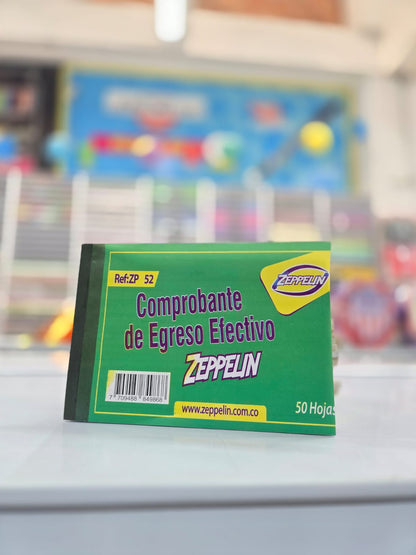 Ref:ZP 52
ZEPPELIN
Comprobante
de Egreso Efectivo
ZEPPELIN
7 709488 849868
www.zeppelin.com.co
50 Hojas